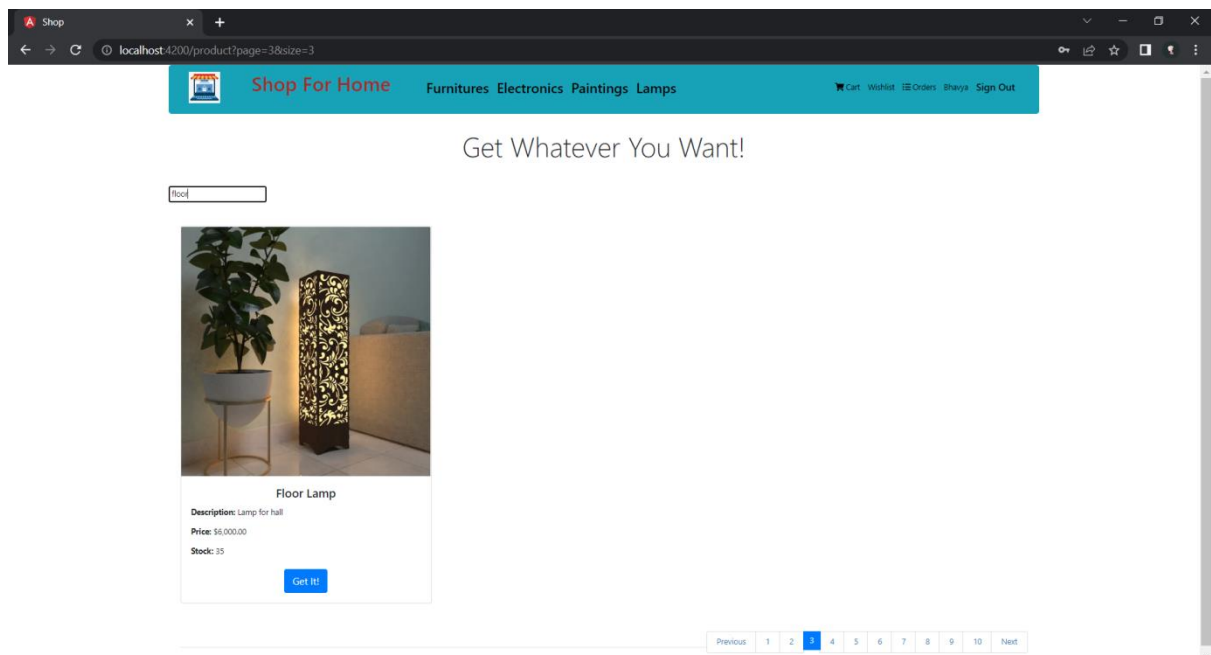 Shop
localhost:4200/product?page=3&size=3
Shop For Home Furnitures Electronics Paintings Lamps Cart Wishlist Orders Bhavya Sign Out
Get Whatever You Want!
floor
Floor Lamp
Description: Lamp for hall
Price: $6,000.00
Stock: 35
Get It!
Previous 1 2 3 4 5 6 7 8 9 10 Next